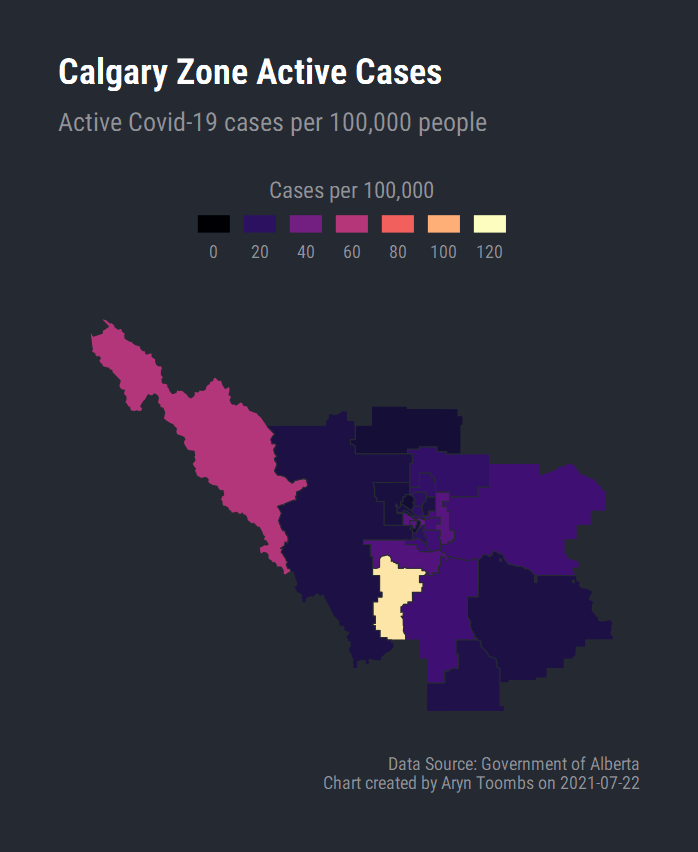 Calgary Zone Active Cases
Active Covid-19 cases per 100,000 people
Cases per 100,000
0 20 40 60 80 100 120
Data Source: Government of Alberta
Chart created by Aryn Toombs on 2021-07-22